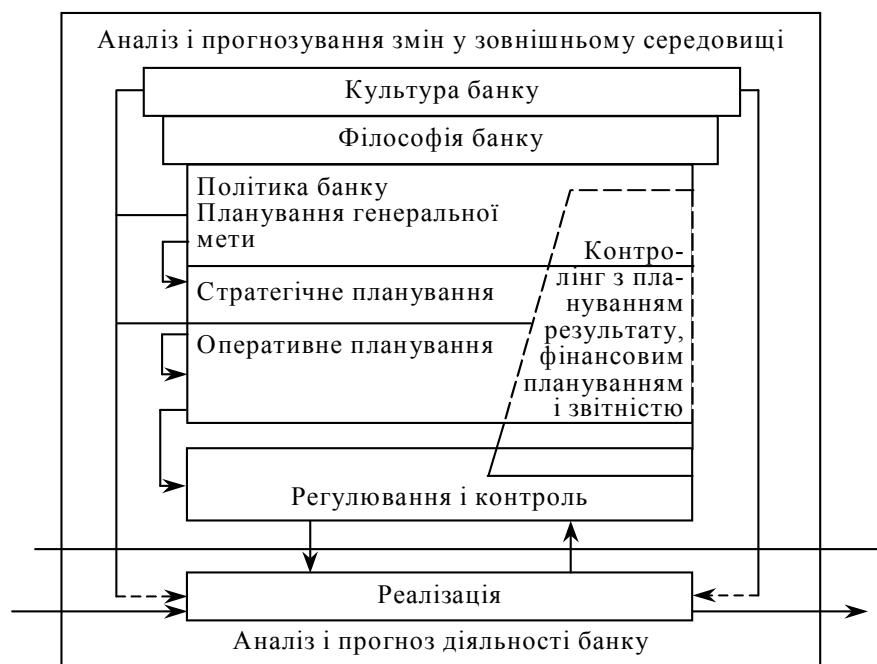 Аналіз і прогнозування змін у зовнішньому середовищі
Культура банку
Філософія банку
Політика банку
Планування генеральної
мети
Стратегічне планування
Оперативне планування
Контро-
лінг з пла-
нуванням
результату,
фінансовим
плануванням
і звітністю
Регулювання і контроль
Реалізація
Аналіз і прогноз діяльності банку